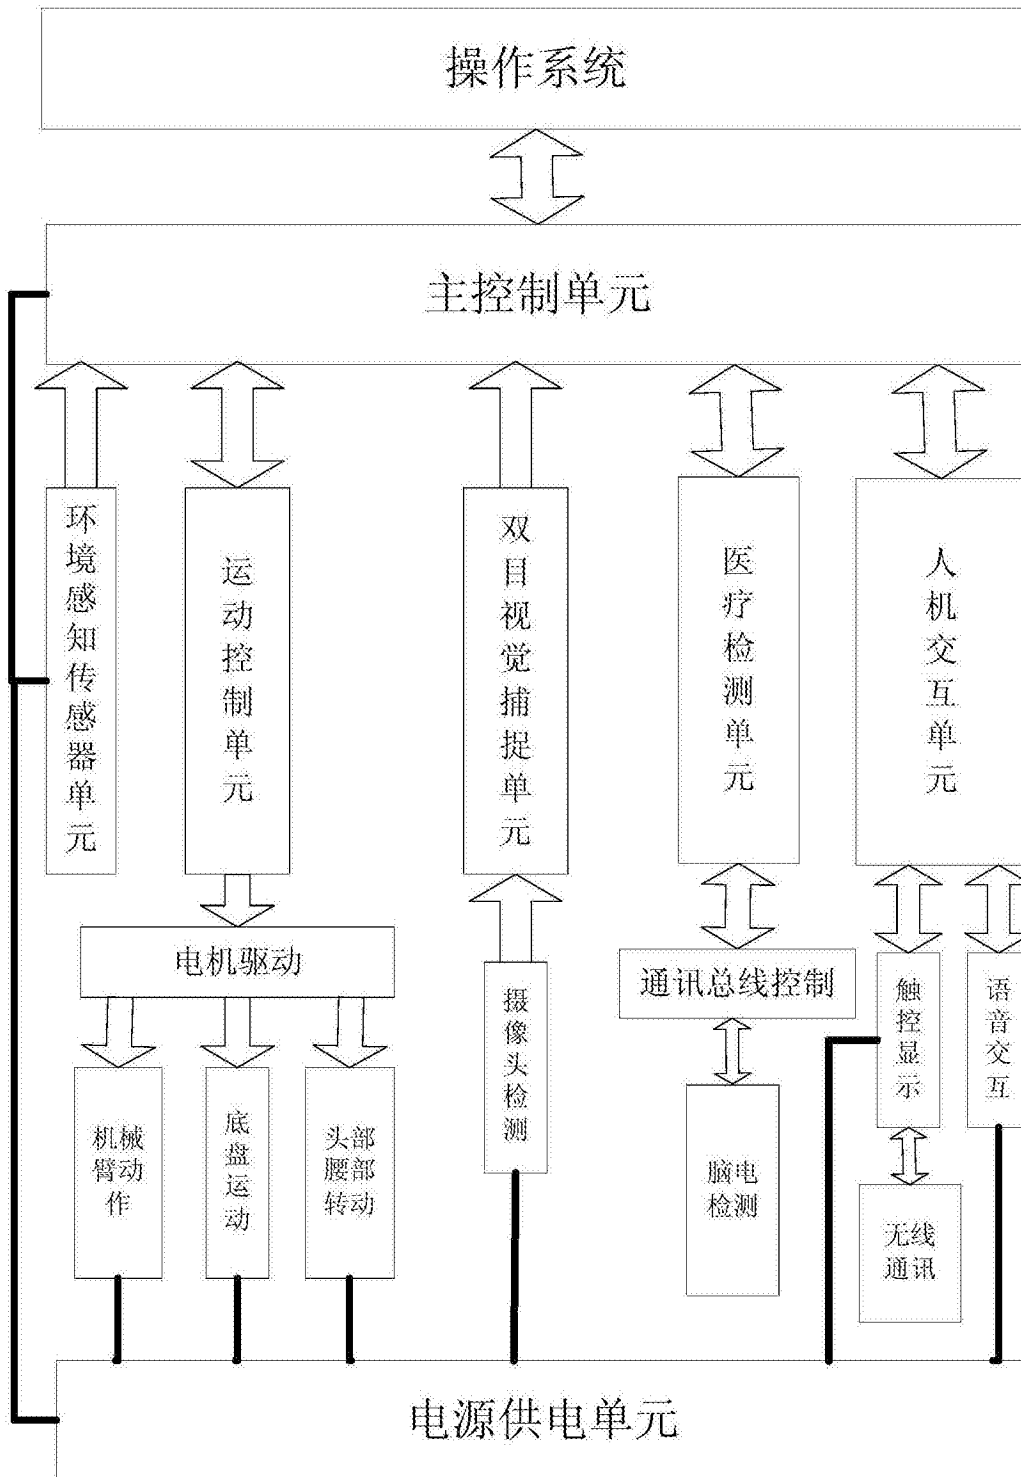 操作系统
主控制单元
环境感知传感器单元
运动控制单元
双目视觉捕捉单元
医疗检测单元
人机交互单元
电机驱动
摄像头检测
通讯总线控制
触控显示
语音交互
机械
臂动
作
底盘运动
头部
腰部
转动
脑电
检测
无线
通讯
电源供电单元